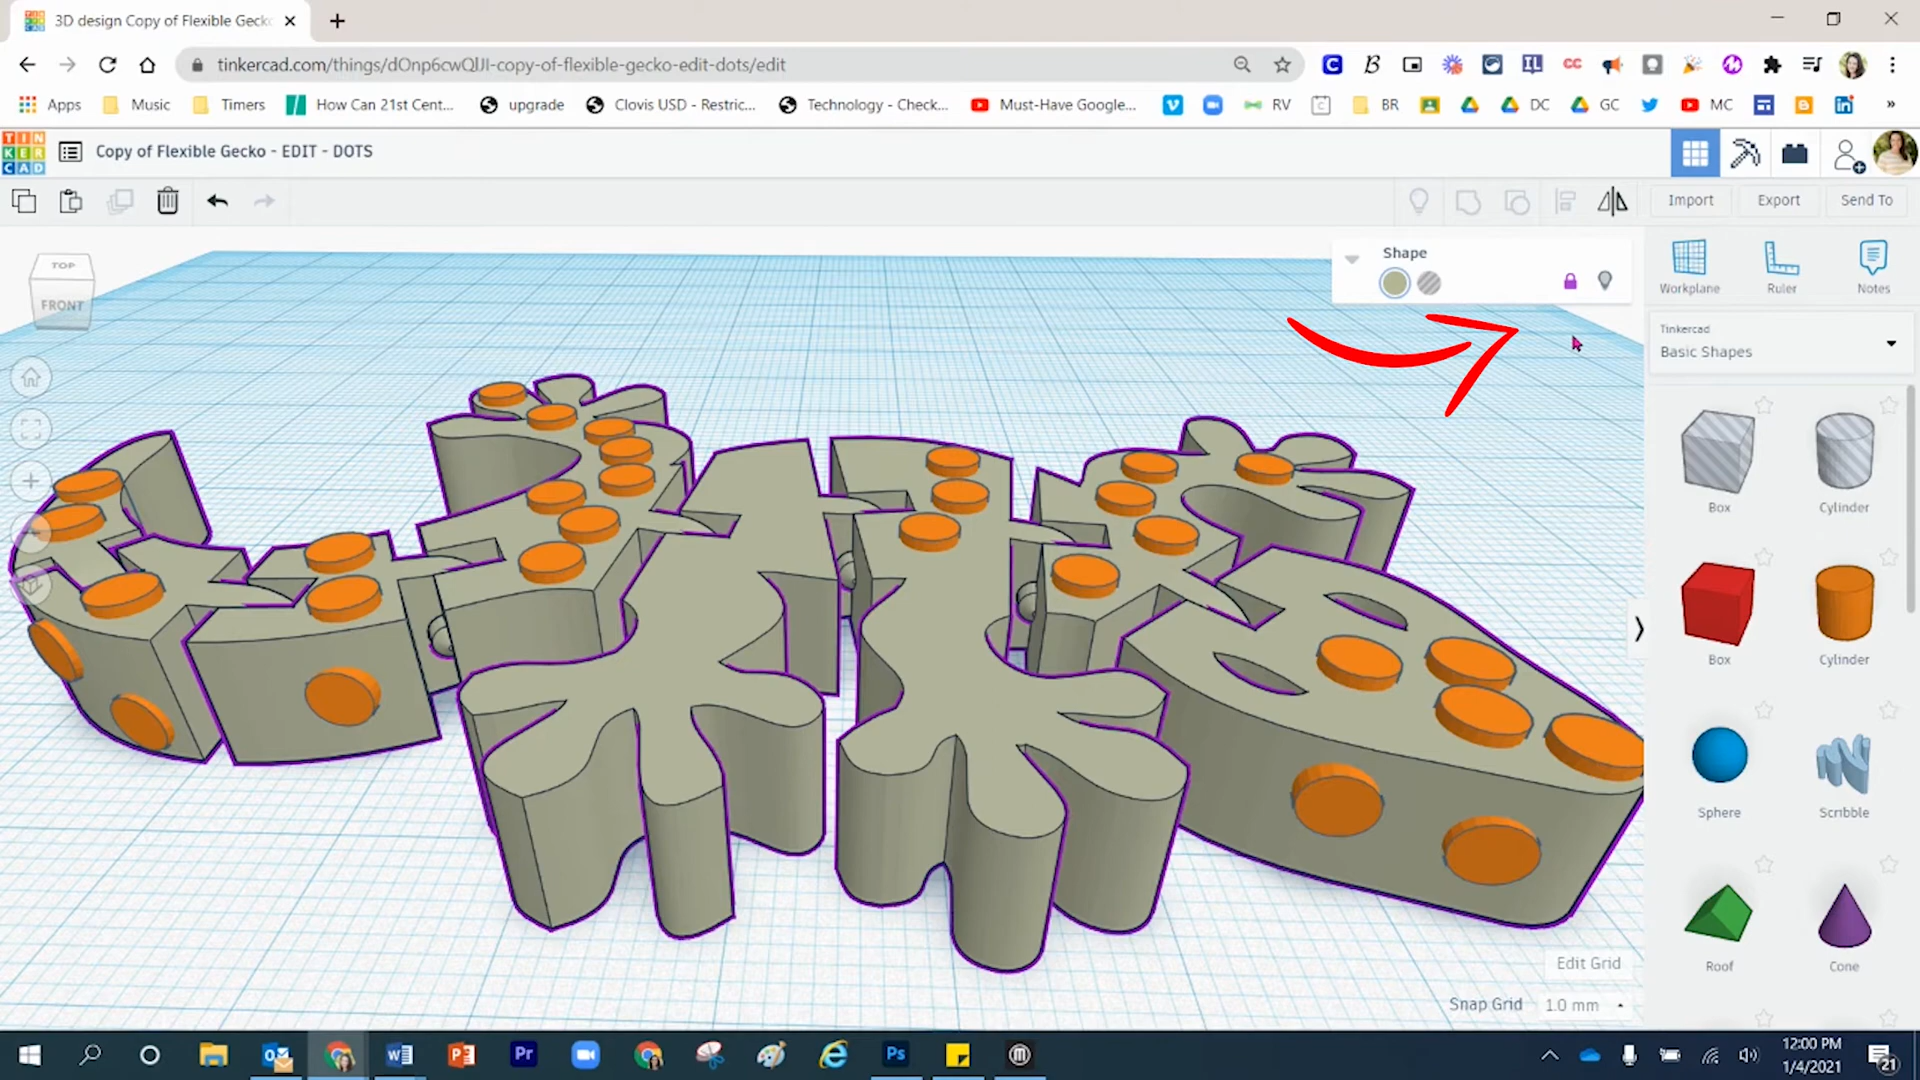 3D design Copy of Flexible Geck
tinkercad.com/things/dOnp6cwQlJI-copy-of-flexible-gecko-edit-dots/edit
Apps
Music
Timers
How Can 21st Cent...
upgrade
Clovis USD - Restric...
Technology - Check...
Must-Have Google...
RV
BR
DC
GC
MC
»
TIN
KER
CAD
Copy of Flexible Gecko - EDIT - DOTS
Import
Export
Send To
TOP
FRONT
Shape
Workplane
Ruler
Notes
Tinkercad
Basic Shapes
Box
Cylinder
Box
Cylinder
Sphere
Scribble
Roof
Cone
Edit Grid
Snap Grid 1.0 mm
12:00 PM
1/4/2021
21